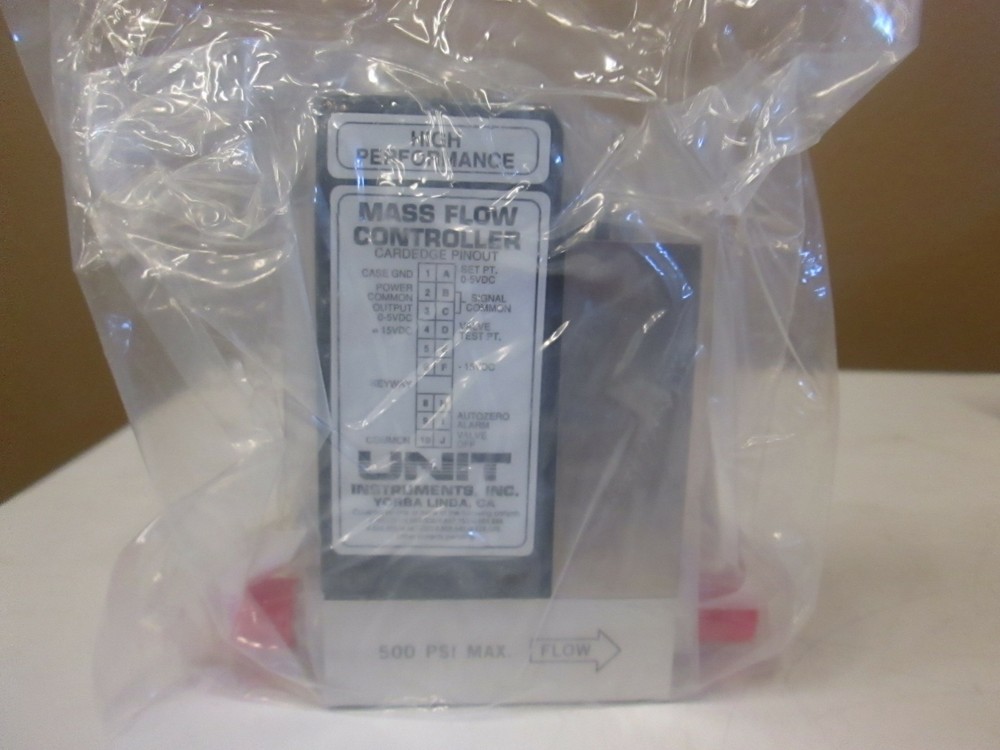 HIGH
PERFORMANCE
MASS FLOW
CONTROLLER
CARDEDGE PINOUT
CASE GND 1 A SET PT.
0-5VDC
POWER
COMMON 2 B SIGNAL
COMMON
OUTPUT
0-5VDC 3 C
+15VDC 4 D VALVE
TEST PT.
5
F -15VDC
KEYWAY
8
9 AUTOZERO
ALARM
COMMON 10 J VALVE
OFF
UNIT
INSTRUMENTS, INC.
YORBA LINDA, CA
500 PSI MAX. FLOW